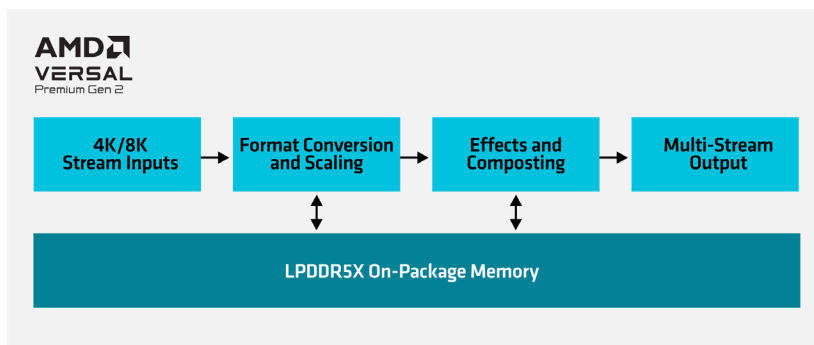 AMD
VERSAL
Premium Gen 2
4K/8K
Stream Inputs
Format Conversion
and Scaling
Effects and
Composting
Multi-Stream
Output
LPDDR5X On-Package Memory